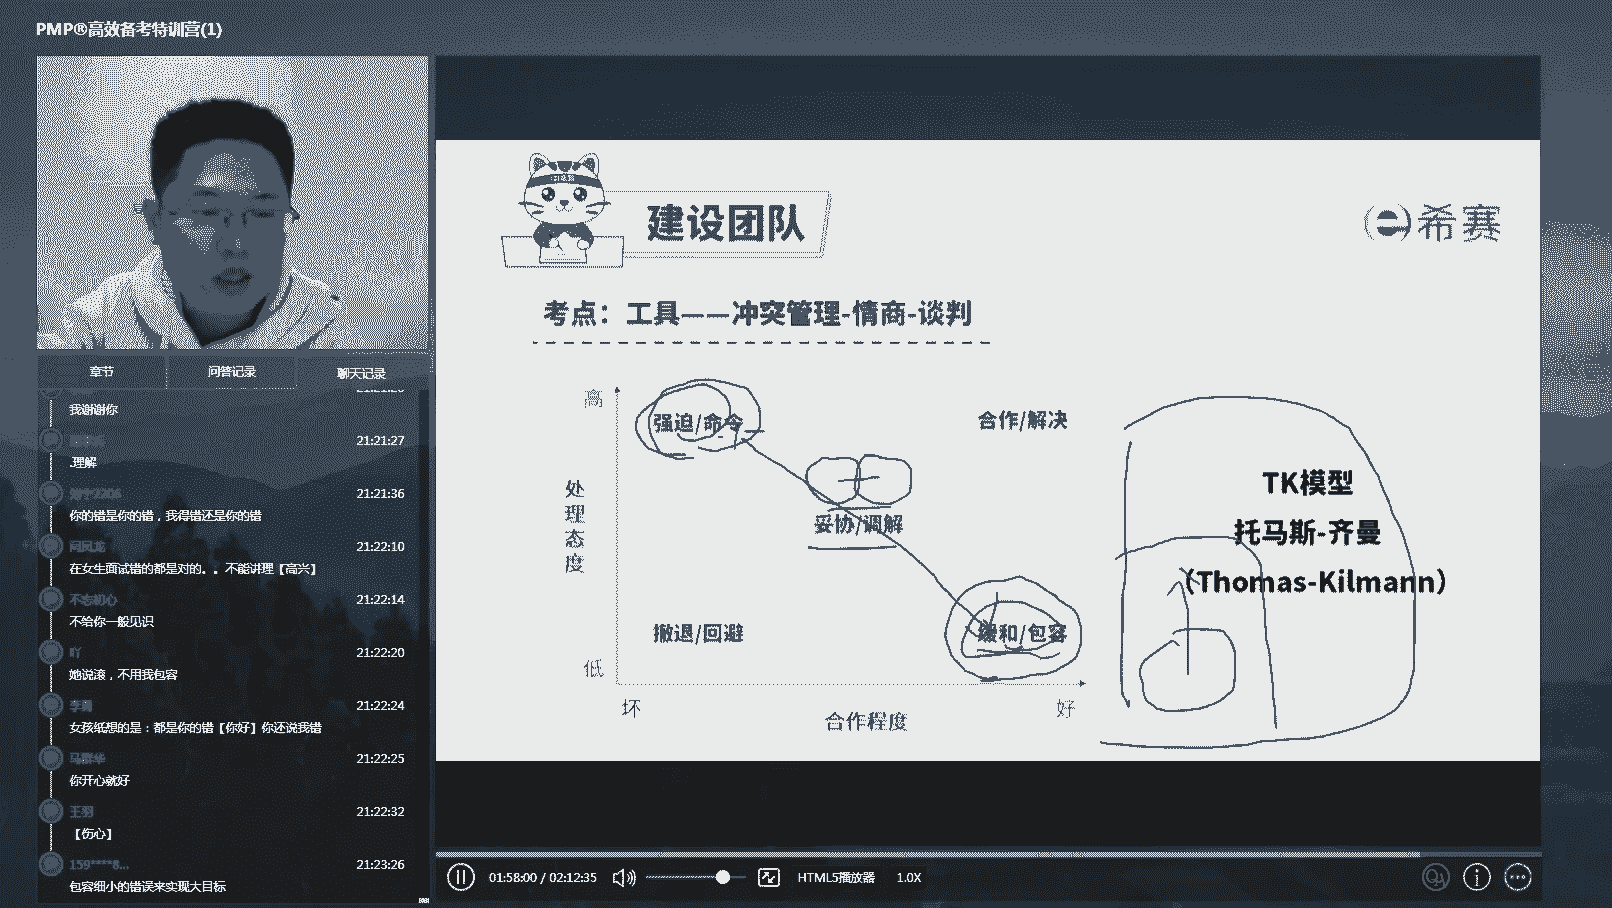 PMP®高效备考特训营(1)
章节
问答记录
聊天记录
我谢谢你
21:21:27
.理解
21:21:36
你的错是你的错，我得错还是你的错
21:22:10
在女生面试错的都是对的。。不能讲理【高兴】
不忘初心
21:22:14
不给你一般见识
吖
21:22:20
她说滚，不用我包容
21:22:24
女孩纸想的是：都是你的错【你好】你还说我错
21:22:25
你开心就好
王羽
21:22:32
【伤心】
159****8...
21:23:26
包容细小的错误来实现大目标
建设团队
希赛
考点：工具——冲突管理-情商-谈判
高
强迫/命令
合作/解决
处理态度
妥协/调解
撤退/回避
缓和/包容
低
坏
合作程度
好
TK模型
托马斯-齐曼
（Thomas-Kilmann）
01:58:00 / 02:12:35
HTML5播放器
1.0X